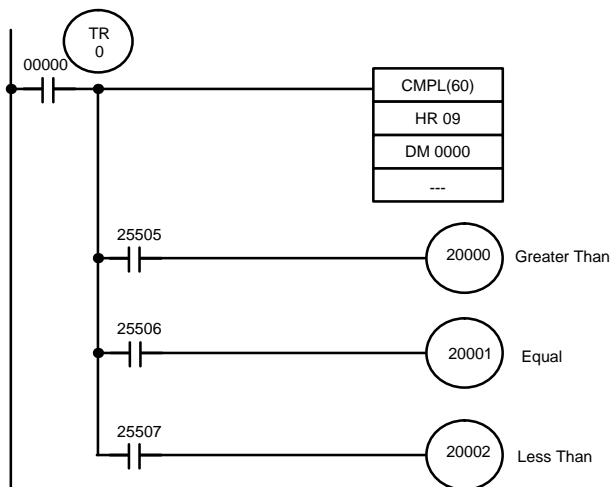 TR
0
00000
CMPL(60)
HR 09
DM 0000
---
25505
20000
Greater Than
25506
20001
Equal
25507
20002
Less Than